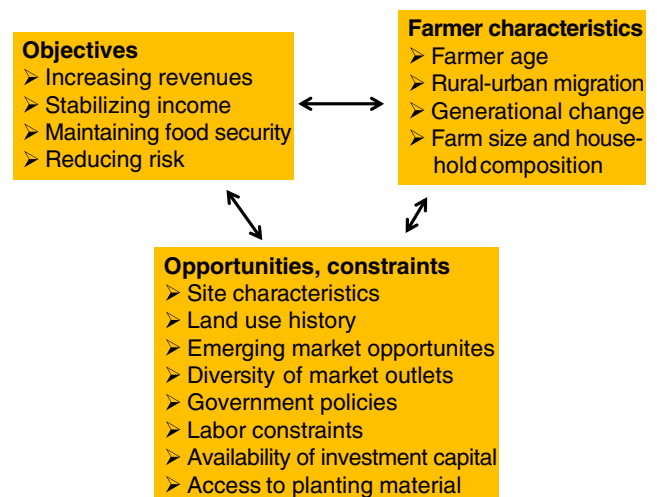 Objectives
➢ Increasing revenues
➢ Stabilizing income
➢ Maintaining food security
➢ Reducing risk
Farmer characteristics
➢ Farmer age
➢ Rural-urban migration
➢ Generational change
➢ Farm size and house-
hold composition
Opportunities, constraints
➢ Site characteristics
➢ Land use history
➢ Emerging market opportunites
➢ Diversity of market outlets
➢ Government policies
➢ Labor constraints
➢ Availability of investment capital
➢ Access to planting material